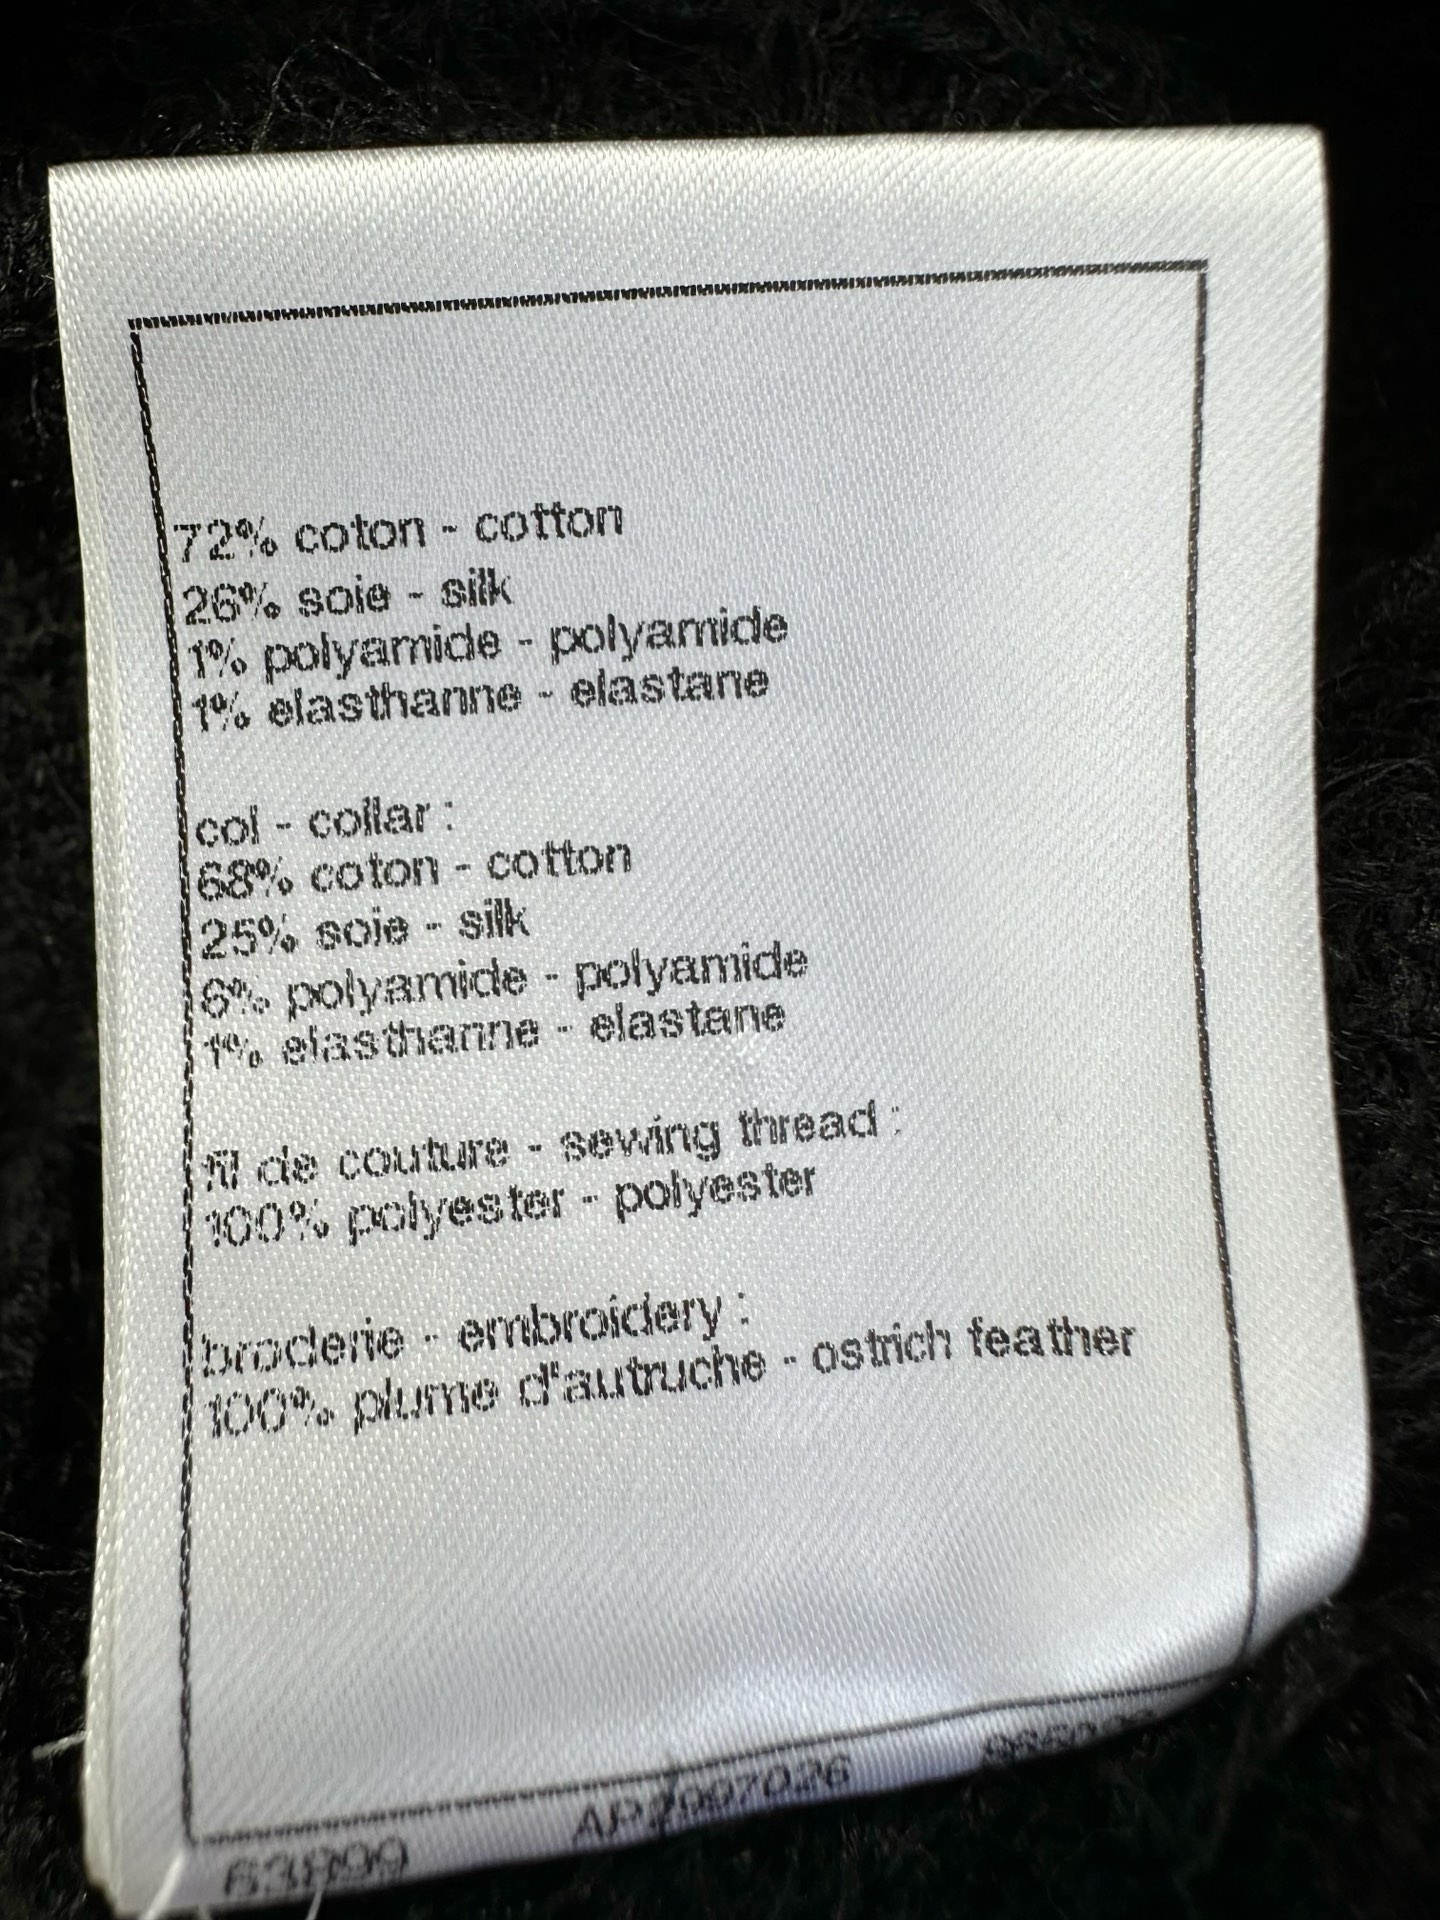 72% coton - cotton
26% soie - silk
1% polyamide - polyamide
1% elasthanne - elastane
col - collar :
68% coton - cotton
25% soie - silk
6% polyamide - polyamide
1% elasthanne - elastane
fil de couture - sewing thread :
100% polyester - polyester
broderie - embroidery :
100% plume d'autruche - ostrich feather
63899